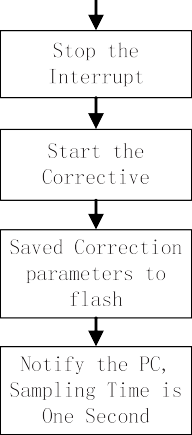 Stop the
Interrupt
Start the
Corrective
Saved Correction
parameters to
flash
Notify the PC,
Sampling Time is
One Second